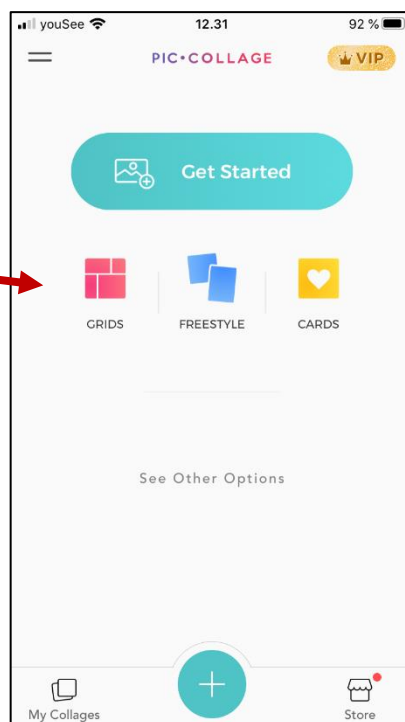 youSee 12.31 92 %
PIC•COLLAGE VIP
Get Started
GRIDS FREESTYLE CARDS
See Other Options
My Collages Store